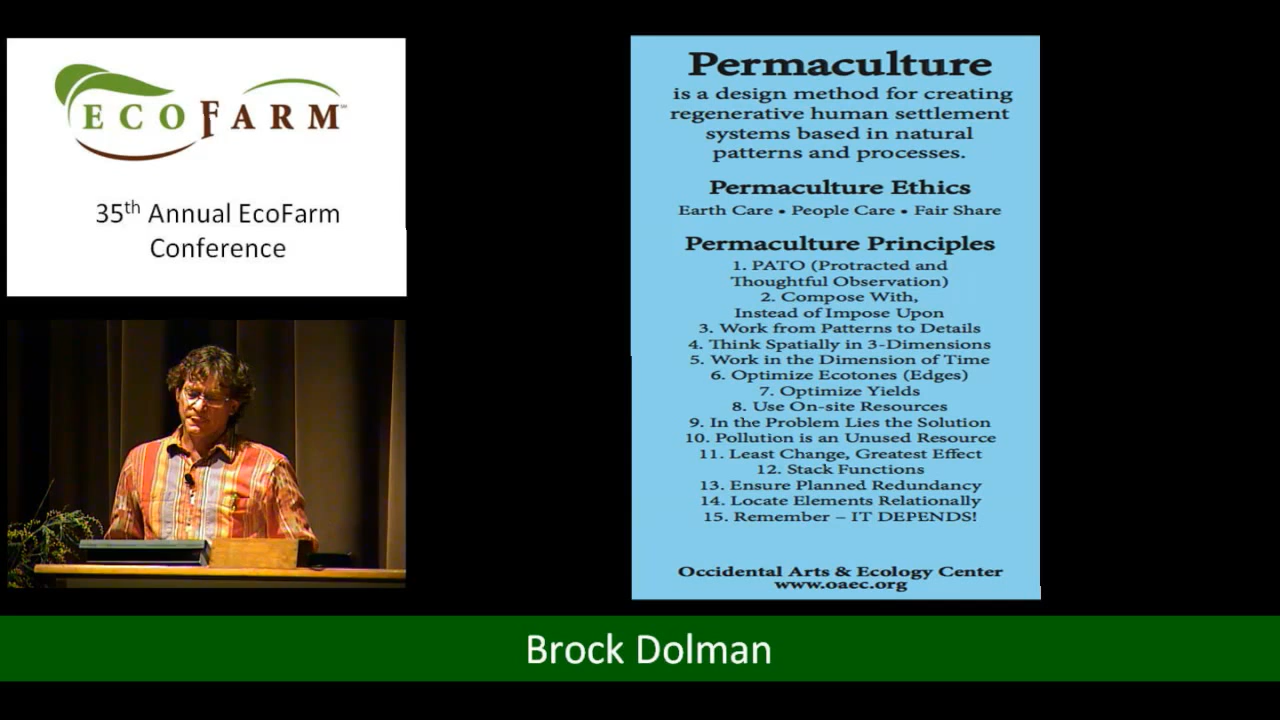 ECOFARM℠
35th Annual EcoFarm
Conference
Permaculture
is a design method for creating
regenerative human settlement
systems based in natural
patterns and processes.
Permaculture Ethics
Earth Care • People Care • Fair Share
Permaculture Principles
1. PATO (Protracted and
Thoughtful Observation)
2. Compose With,
Instead of Impose Upon
3. Work from Patterns to Details
4. Think Spatially in 3-Dimensions
5. Work in the Dimension of Time
6. Optimize Ecotones (Edges)
7. Optimize Yields
8. Use On-site Resources
9. In the Problem Lies the Solution
10. Pollution is an Unused Resource
11. Least Change, Greatest Effect
12. Stack Functions
13. Ensure Planned Redundancy
14. Locate Elements Relationally
15. Remember – IT DEPENDS!
Occidental Arts & Ecology Center
www.oaec.org
Brock Dolman